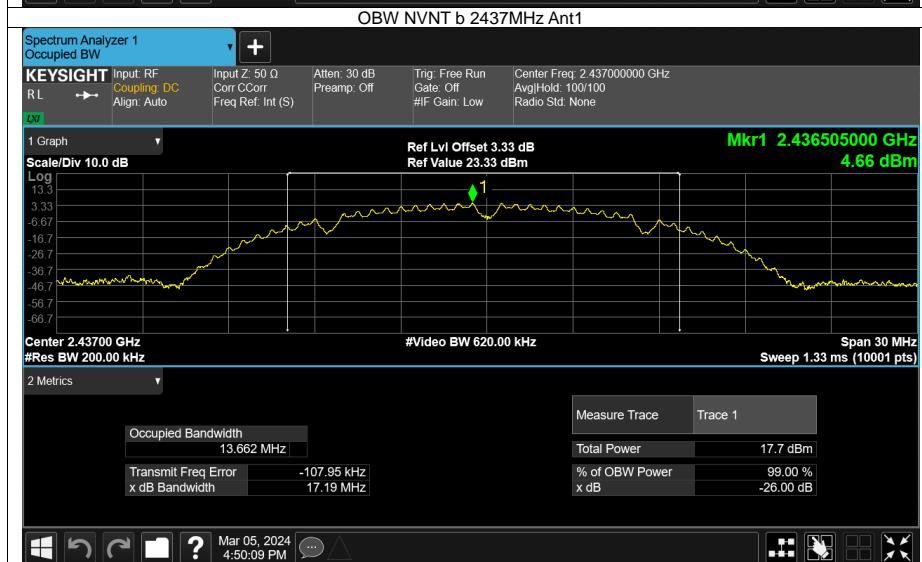 OBW NVNT b 2437MHz Ant1
Spectrum Analyzer 1
Occupied BW
▼
+
KEYSIGHT
RL
LXI
Input: RF
Coupling: DC
Align: Auto
Input Z: 50 Ω
Corr CCorr
Freq Ref: Int (S)
Atten: 30 dB
Preamp: Off
Trig: Free Run
Gate: Off
#IF Gain: Low
Center Freq: 2.437000000 GHz
Avg|Hold: 100/100
Radio Std: None
1 Graph ▼
Scale/Div 10.0 dB
Ref Lvl Offset 3.33 dB
Ref Value 23.33 dBm
Mkr1 2.436505000 GHz
4.66 dBm
Log
13.3
3.33
-6.67
-16.7
-26.7
-36.7
-46.7
-56.7
-66.7
1
Center 2.43700 GHz
#Video BW 620.00 kHz
Span 30 MHz
#Res BW 200.00 kHz
Sweep 1.33 ms (10001 pts)
2 Metrics ▼
Measure Trace Trace 1
Occupied Bandwidth
13.662 MHz
Total Power 17.7 dBm
Transmit Freq Error -107.95 kHz
% of OBW Power 99.00 %
x dB Bandwidth 17.19 MHz
x dB -26.00 dB
?
Mar 05, 2024
4:50:09 PM